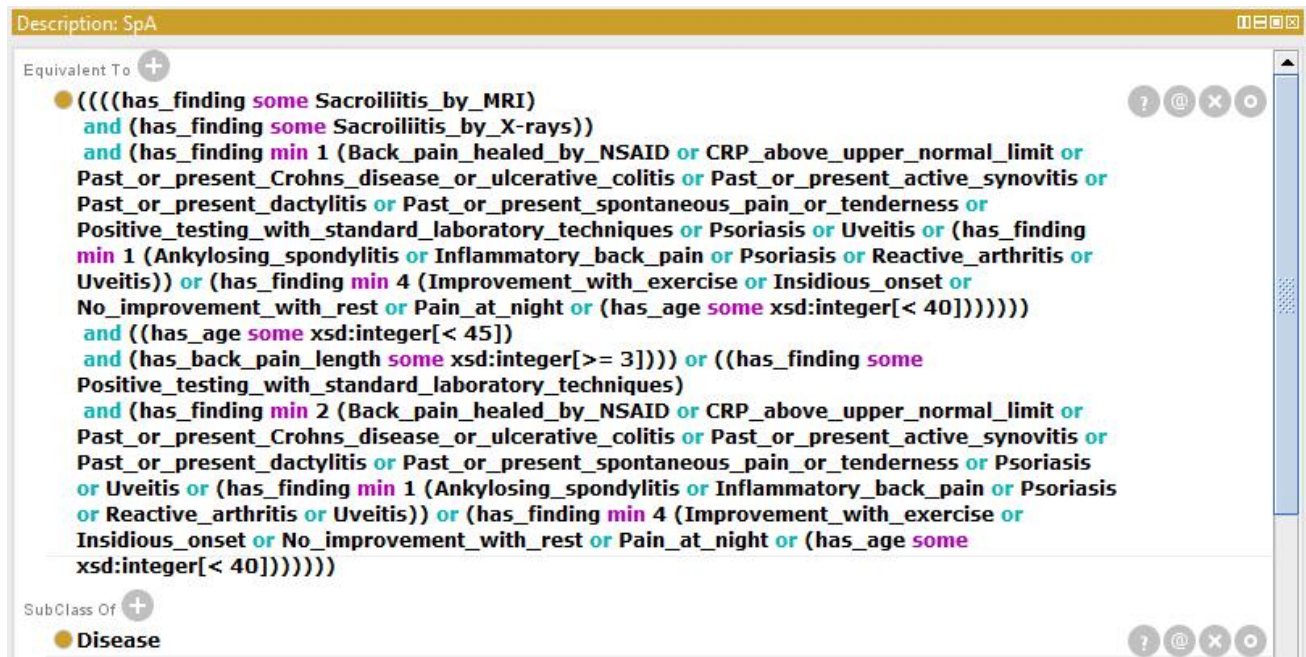 Description: SpA
Equivalent To
((((has_finding some Sacroiliitis_by_MRI)
and (has_finding some Sacroiliitis_by_X-rays))
and (has_finding min 1 (Back_pain_healed_by_NSAID or CRP_above_upper_normal_limit or
Past_or_present_Crohns_disease_or_ulcerative_colitis or Past_or_present_active_synovitis or
Past_or_present_dactylitis or Past_or_present_spontaneous_pain_or_tenderness or
Positive_testing_with_standard_laboratory_techniques or Psoriasis or Uveitis or (has_finding
min 1 (Ankylosing_spondylitis or Inflammatory_back_pain or Psoriasis or Reactive_arthritis or
Uveitis)) or (has_finding min 4 (Improvement_with_exercise or Insidious_onset or
No_improvement_with_rest or Pain_at_night or (has_age some xsd:integer[< 40])))))))
and ((has_age some xsd:integer[< 45])
and (has_back_pain_length some xsd:integer[>= 3]))) or ((has_finding some
Positive_testing_with_standard_laboratory_techniques)
and (has_finding min 2 (Back_pain_healed_by_NSAID or CRP_above_upper_normal_limit or
Past_or_present_Crohns_disease_or_ulcerative_colitis or Past_or_present_active_synovitis or
Past_or_present_dactylitis or Past_or_present_spontaneous_pain_or_tenderness or Psoriasis
or Uveitis or (has_finding min 1 (Ankylosing_spondylitis or Inflammatory_back_pain or Psoriasis
or Reactive_arthritis or Uveitis)) or (has_finding min 4 (Improvement_with_exercise or
Insidious_onset or No_improvement_with_rest or Pain_at_night or (has_age some
xsd:integer[< 40]))))))
SubClass Of
Disease